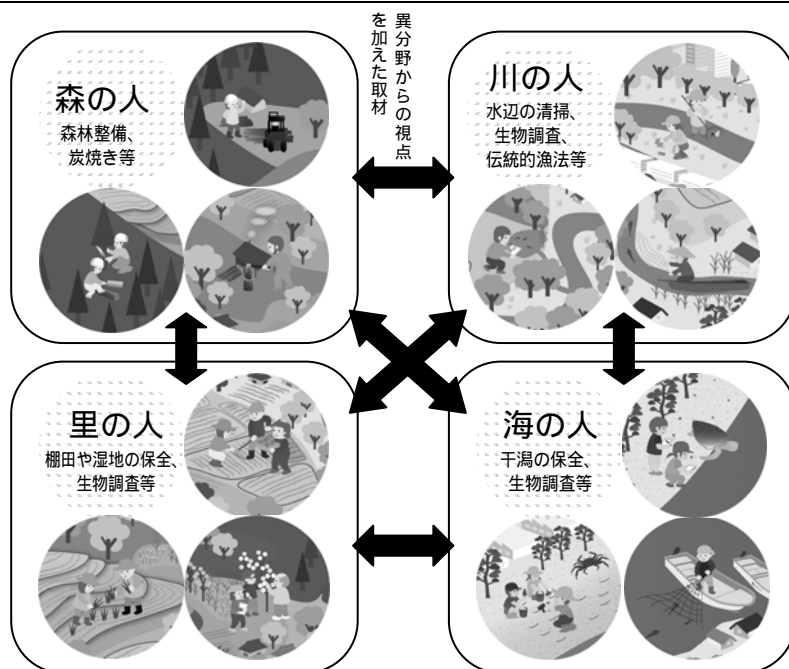 森の人
森林整備、
炭焼き等
異分野からの視点
を加えた取材
川の人
水辺の清掃、
生物調査、
伝統的漁法等
里の人
棚田や湿地の保全、
生物調査等
海の人
干潟の保全、
生物調査等